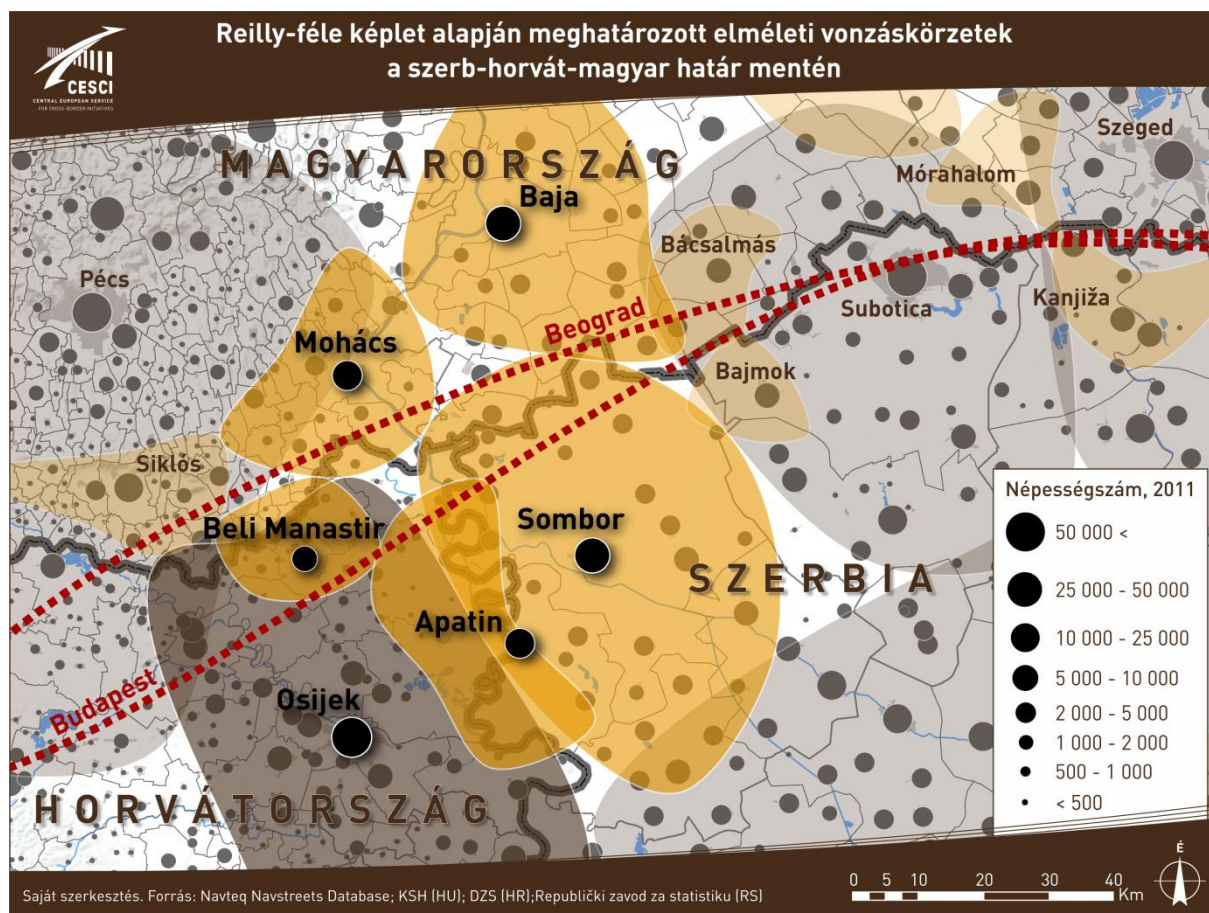 Reilly-féle képlet alapján meghatározott elméleti vonzáskörzetek
a szerb-horvát-magyar határ mentén
CESCI
CENTRAL EUROPEAN SERVICE
FOR CROSS-BORDER INITIATIVES
MAGYARORSZÁG
Szeged
Mórahalom
Baja
Bácsalmás
Pécs
Subotica
Kanjiža
Beograd
Mohács
Bajmok
Siklós
Beli Manastir
Sombor
SZERBIA
Apatin
Budapest
Osijek
HORVÁTORSZÁG
Népességszám, 2011
50 000 <
25 000 - 50 000
10 000 - 25 000
5 000 - 10 000
2 000 - 5 000
1 000 - 2 000
500 - 1 000
< 500
Saját szerkesztés. Forrás: Navteq Navstreets Database; KSH (HU); DZS (HR);Republički zavod za statistiku (RS)
0 5 10 20 30 40
Km
É